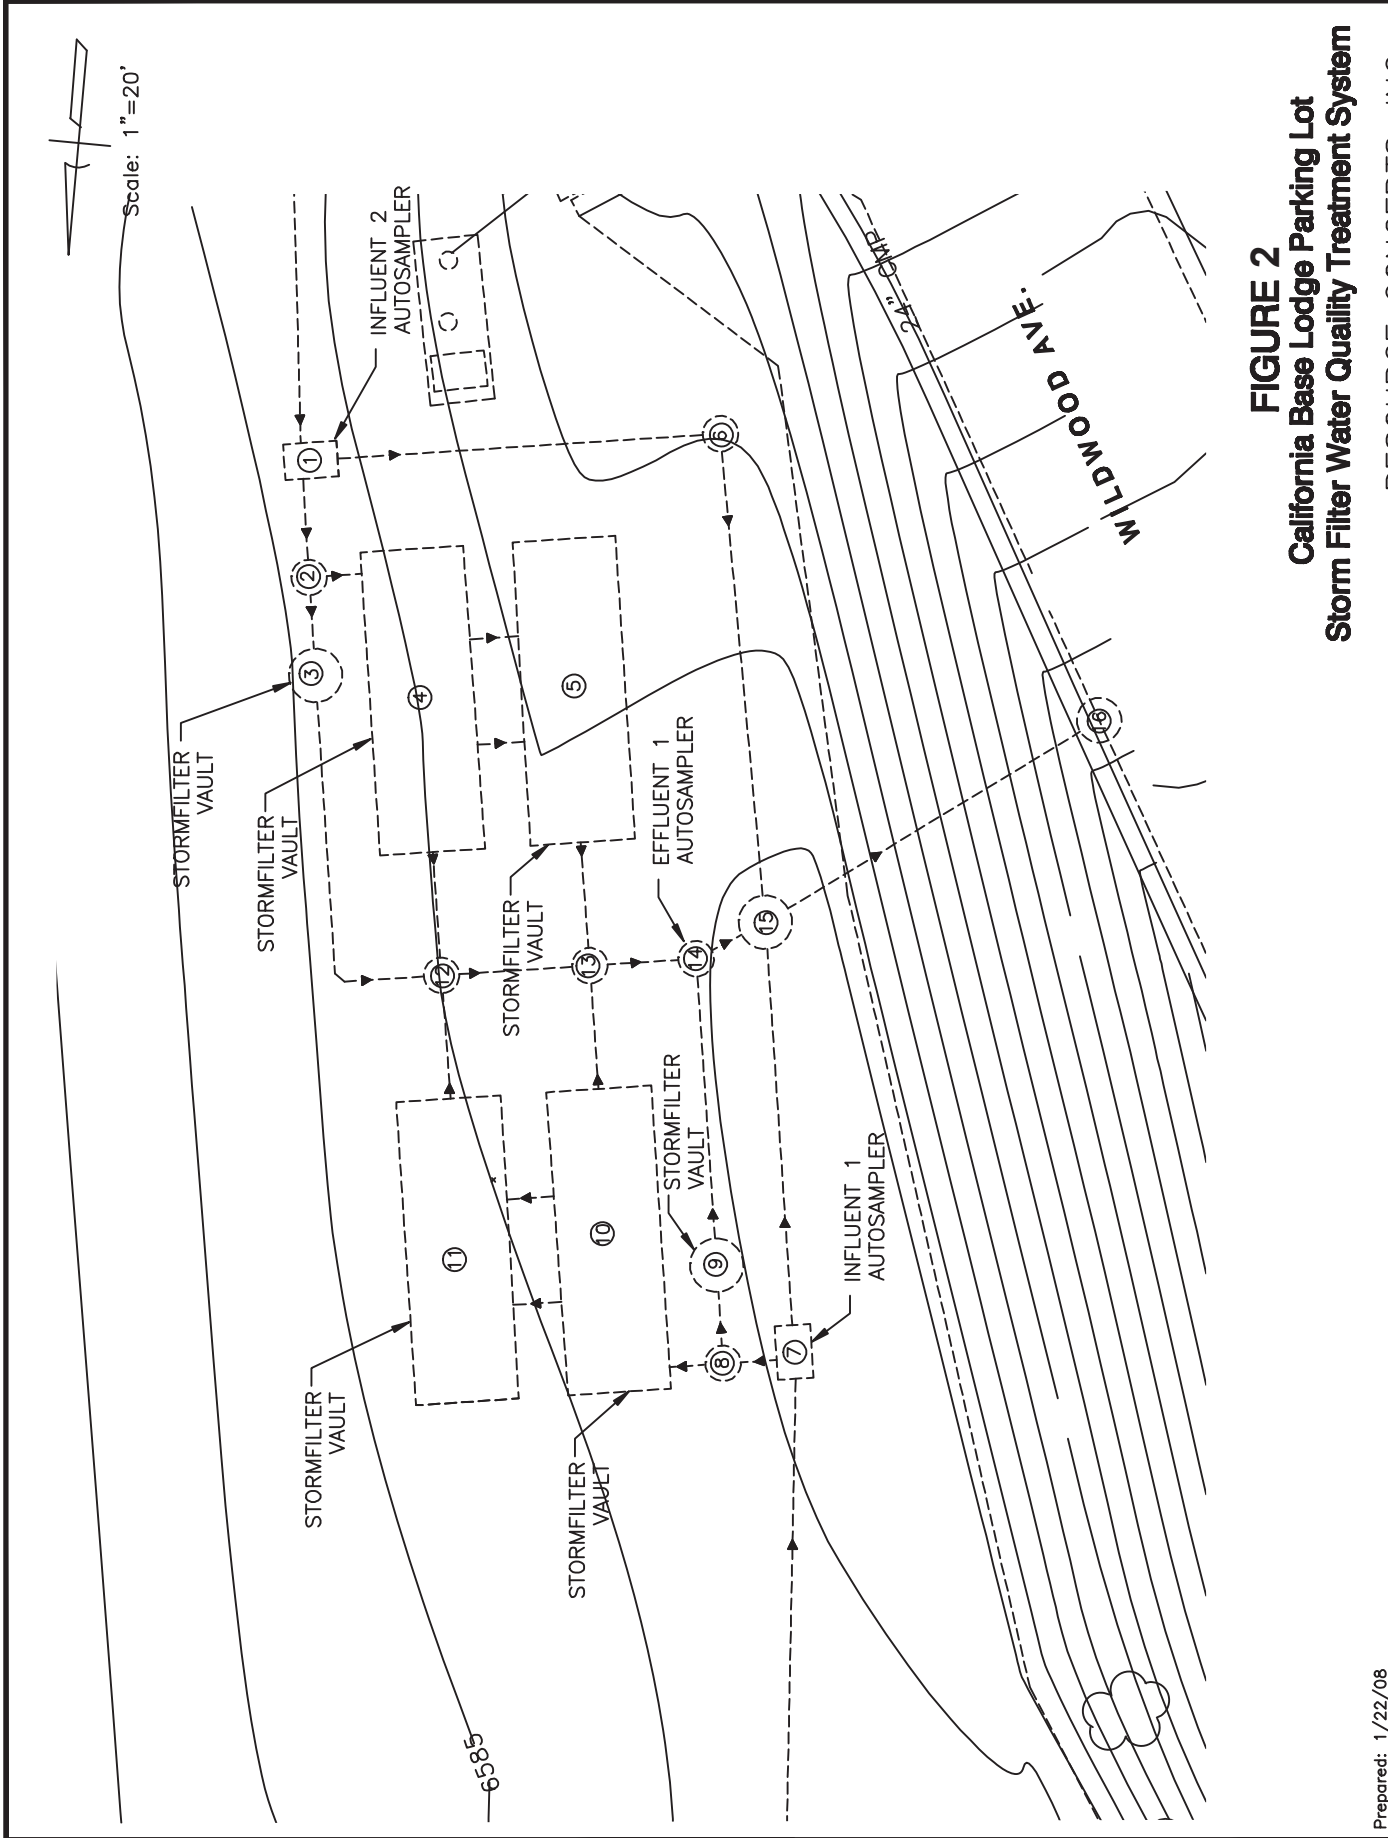 Scale: 1"=20'
INFLUENT 2
AUTOSAMPLER
STORMFILTER
VAULT
STORMFILTER
VAULT
STORMFILTER
VAULT
EFFLUENT 1
AUTOSAMPLER
STORMFILTER
VAULT
INFLUENT 1
AUTOSAMPLER
STORMFILTER
VAULT
STORMFILTER
VAULT
1
2
3
4
5
6
7
8
9
10
11
12
13
14
15
16
24" CMP
WILDWOOD AVE.
6585
FIGURE 2
California Base Lodge Parking Lot
Storm Filter Water Quaility Treatment System
Prepared: 1/22/08